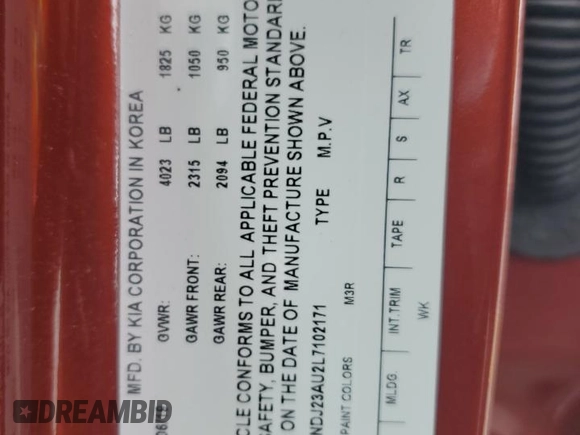 MFD. BY KIA CORPORATION IN KOREA
GVWR: 4023 LB 1825 KG
GAWR FRONT: 2315 LB 1050 KG
GAWR REAR: 2094 LB 950 KG
CLE CONFORMS TO ALL APPLICABLE FEDERAL MOTO
AFETY, BUMPER, AND THEFT PREVENTION STANDAR
ON THE DATE OF MANUFACTURE SHOWN ABOVE.
NDJ23AU2L7102171 TYPE M.P.V
PAINT COLORS M3R
MLDG INT.TRIM TAPE R S AX TR
WK
DREAMBID